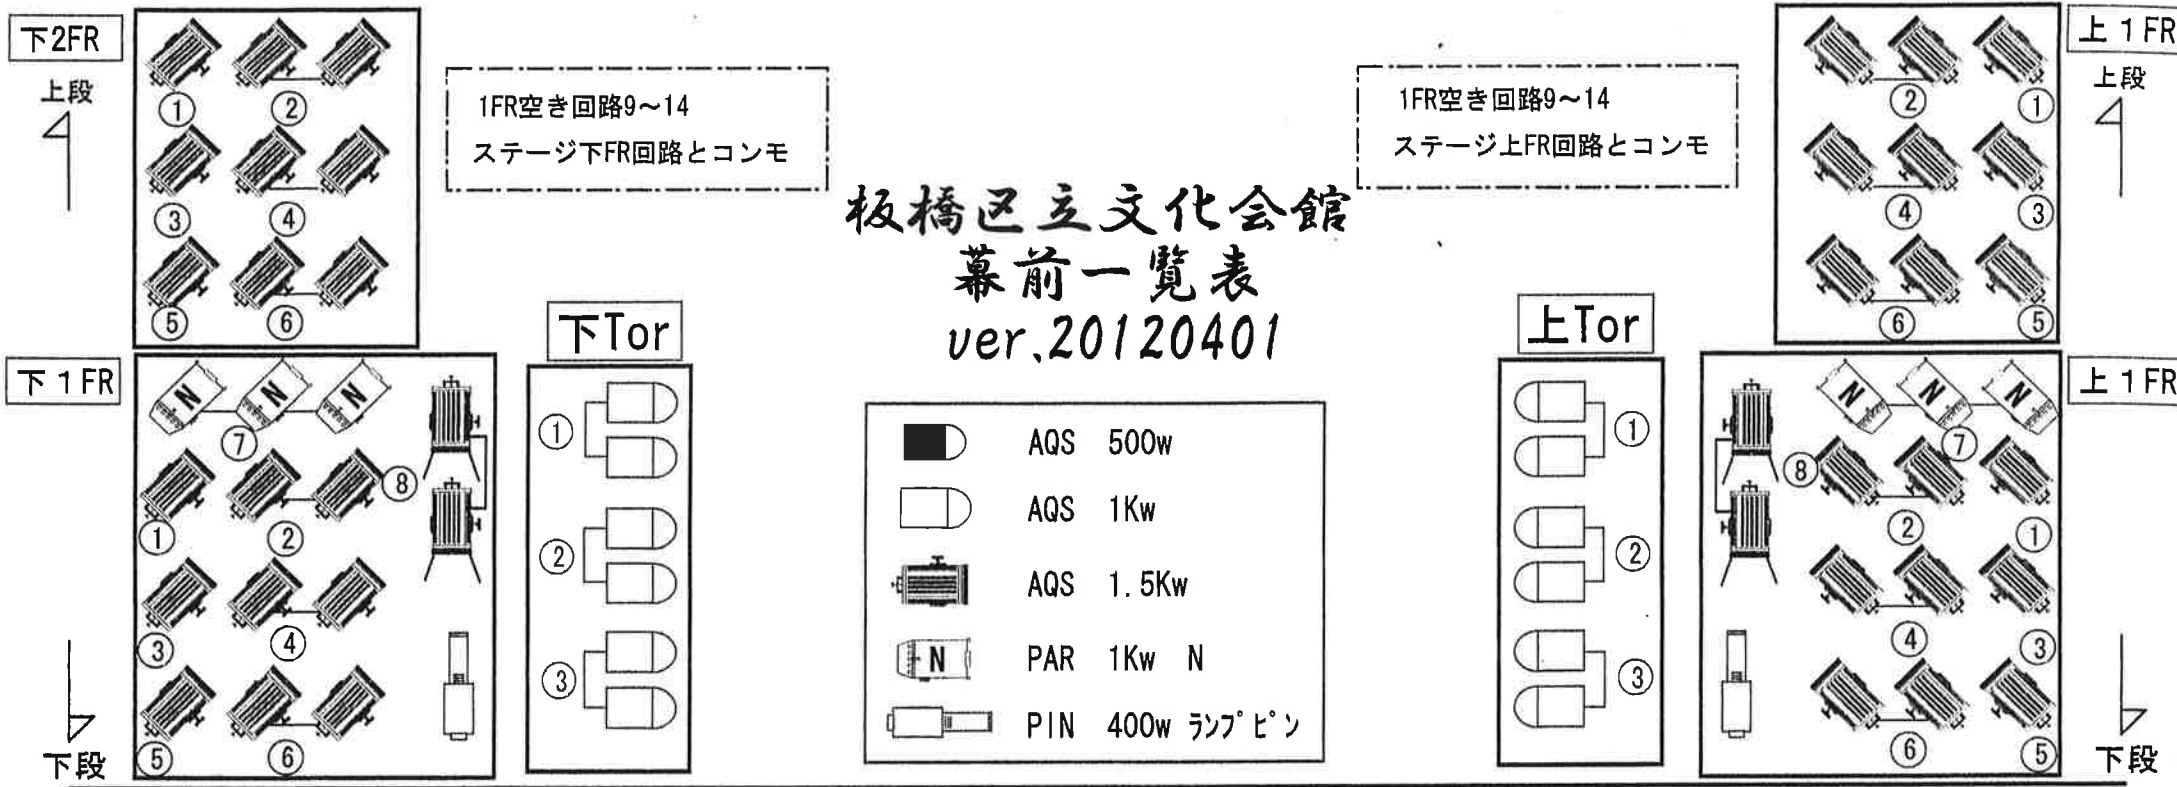 下2FR
上段
①
②
③
④
⑤
⑥
1FR空き回路9～14
ステージ下FR回路とコンモ
板橋区立文化会館
幕前一覧表
ver.20120401
1FR空き回路9～14
ステージ上FR回路とコンモ
上1FR
上段
②
①
④
③
⑥
⑤
下1FR
N N N
⑦
⑧
①
②
③
④
⑤
⑥
下段
下Tor
①
②
③
AQS 500w
AQS 1Kw
AQS 1.5Kw
N PAR 1Kw N
PIN 400w ランプピン
上Tor
①
②
③
上1FR
N N N
⑦
⑧
②
①
④
③
⑥
⑤
下段